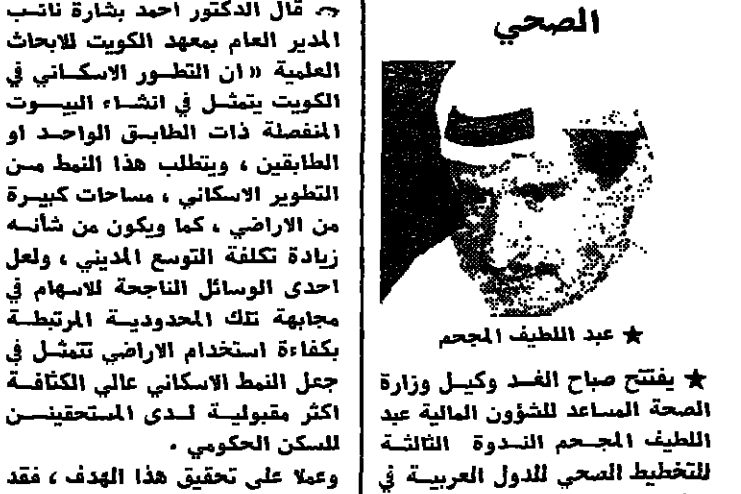 الصحي
★ عبد اللطيف المجحم
★ يفتتح صباح الغد وكيل وزارة
الصحة المساعد للشؤون المالية عبد
اللطيف المجحم الندوة الثالثة
للتخطيط الصحي للدول العربية في
قال الدكتور احمد بشارة نائب
المدير العام بمعهد الكويت للابحاث
العلمية « ان التطور الاسكاني في
الكويت يتمثل في انشاء البيوت
المنفصلة ذات الطابق الواحد او
الطابقين ، ويتطلب هذا النمط من
التطوير الاسكاني ، مساحات كبيرة
من الاراضي ، كما ويكون من شأنه
زيادة تكلفة التوسع المديني ، ولعل
احدى الوسائل الناجحة للاسهام في
مجابهة تلك المحدودية المرتبطة
بكفاءة استخدام الاراضي تتمثل في
جعل النمط الاسكاني عالي الكثافة
اكثر مقبولية لدى المستحقين
للسكن الحكومي .
وعملا على تحقيق هذا الهدف ، فقد